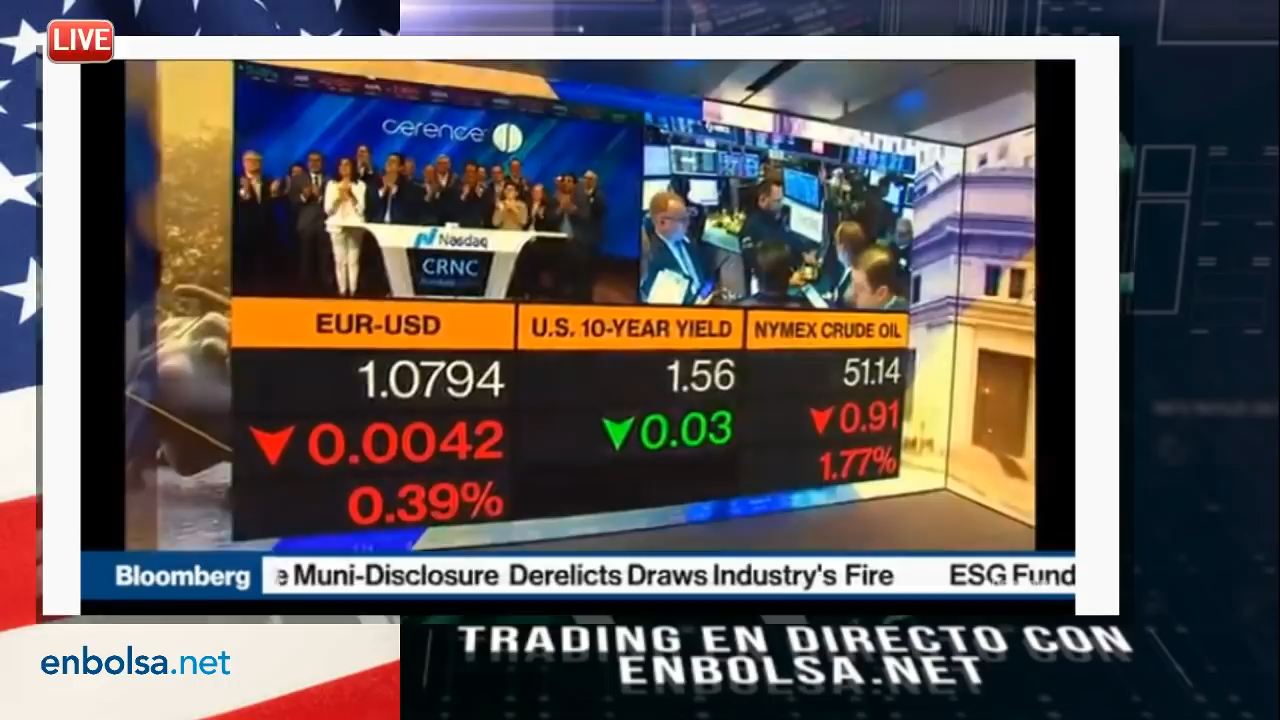 LIVE
cerence
Nasdaq
CRNC
EUR-USD
U.S. 10-YEAR YIELD
NYMEX CRUDE OIL
1.0794
1.56
51.14
▼0.0042
▼0.03
▼0.91
0.39%
1.77%
Bloomberg
e Muni-Disclosure Derelicts Draws Industry's Fire
ESG Fund
enbolsa.net
TRADING EN DIRECTO CON
ENBOLSA.NET